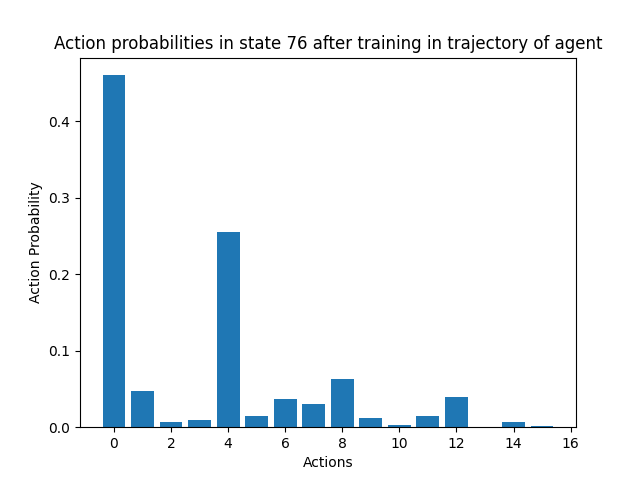 Action probabilities in state 76 after training in trajectory of agent
Action Probability
0.4
0.3
0.2
0.1
0.0
0 2 4 6 8 10 12 14 16
Actions